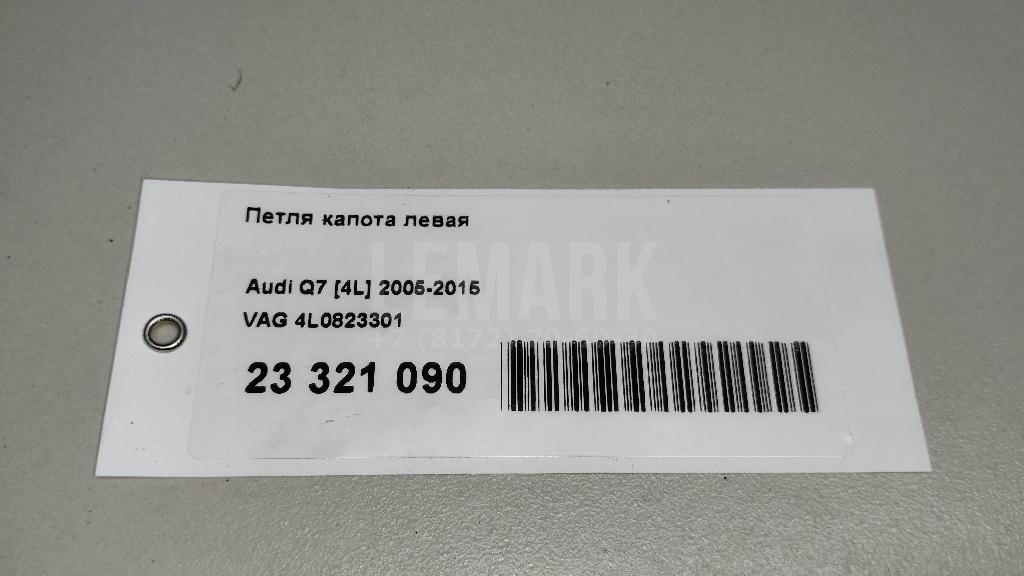 Петля капота левая
LEMARK
Audi Q7 [4L] 2005-2015
VAG 4L0823301
23 321 090